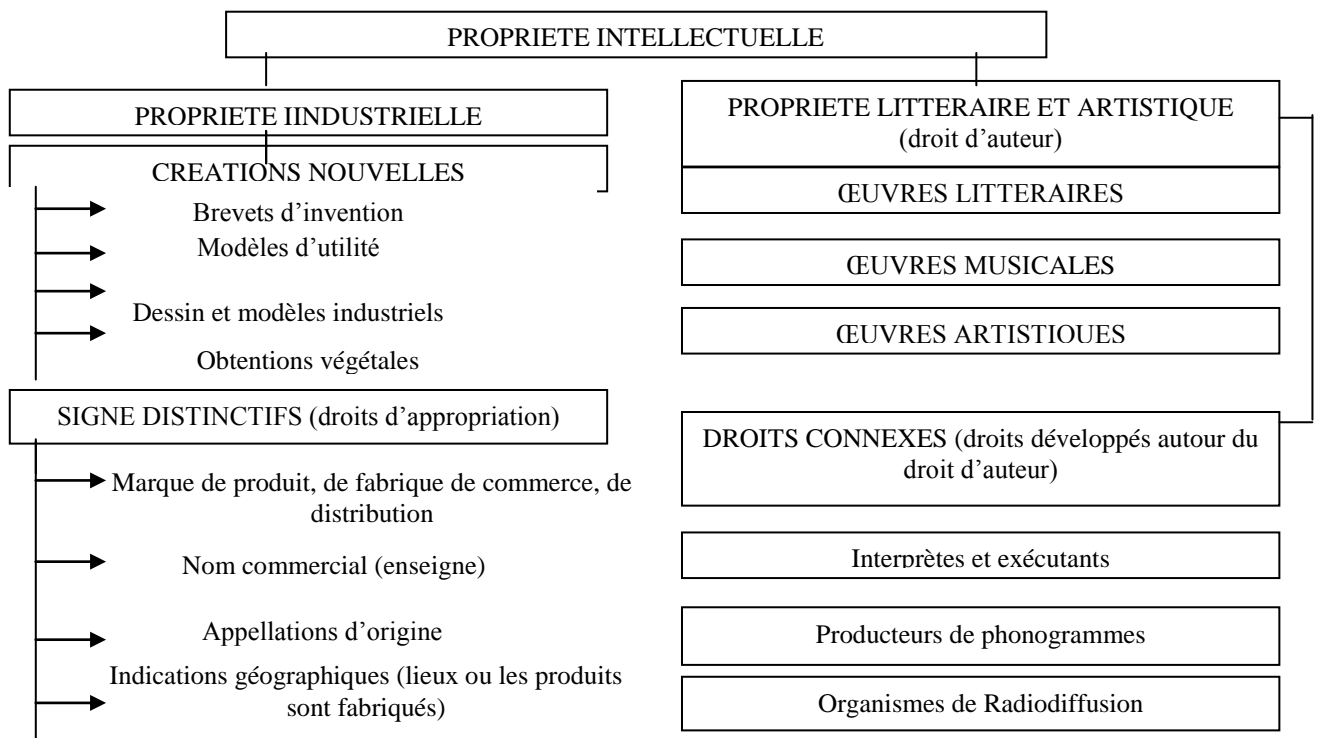 PROPRIETE INTELLECTUELLE
PROPRIETE IINDUSTRIELLE
CREATIONS NOUVELLES
Brevets d’invention
Modèles d’utilité
Dessin et modèles industriels
Obtentions végétales
SIGNE DISTINCTIFS (droits d’appropriation)
Marque de produit, de fabrique de commerce, de
distribution
Nom commercial (enseigne)
Appellations d’origine
Indications géographiques (lieux ou les produits
sont fabriqués)
PROPRIETE LITTERAIRE ET ARTISTIQUE
(droit d’auteur)
ŒUVRES LITTERAIRES
ŒUVRES MUSICALES
ŒUVRES ARTISTIQUES
DROITS CONNEXES (droits développés autour du
droit d’auteur)
Interprètes et exécutants
Producteurs de phonogrammes
Organismes de Radiodiffusion